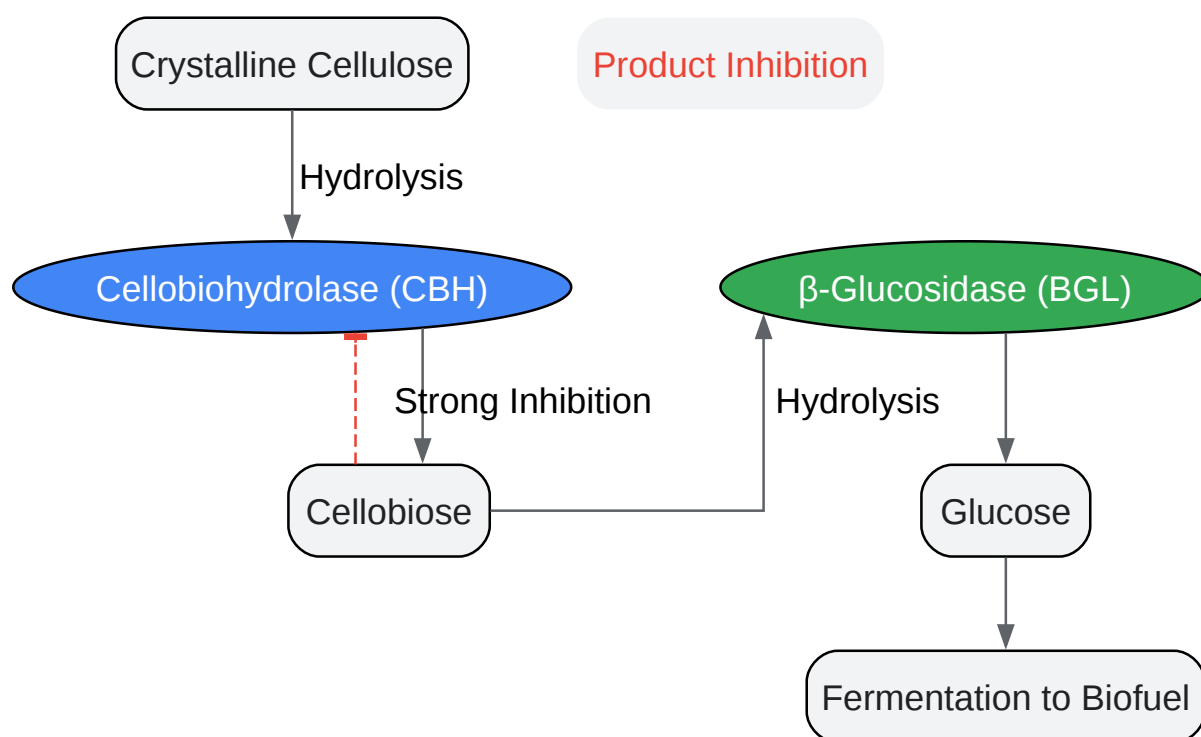 Crystalline Cellulose
Product Inhibition
Hydrolysis
Cellobiohydrolase (CBH)
β-Glucosidase (BGL)
Strong Inhibition
Hydrolysis
Cellobiose
Glucose
Fermentation to Biofuel